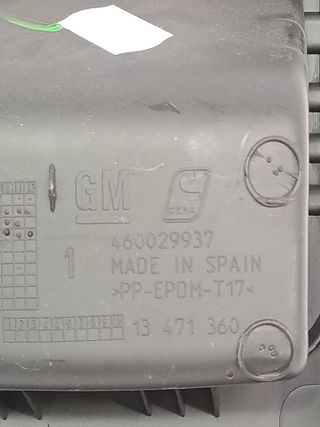 GM
460029937
1 MADE IN SPAIN
>PP-EPDM-T17<
13 471 360